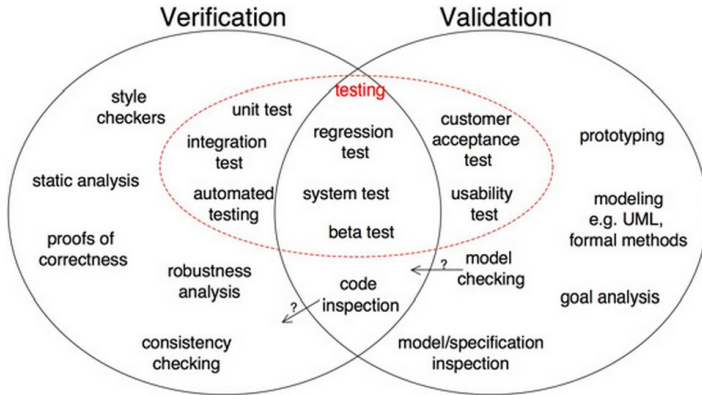 Verification
Validation
testing
style
checkers
unit test
integration
test
regression
test
customer
acceptance
test
prototyping
static analysis
automated
testing
system test
usability
test
modeling
e.g. UML,
formal methods
beta test
proofs of
correctness
robustness
analysis
?
model
checking
code
inspection
?
goal analysis
consistency
checking
model/specification
inspection